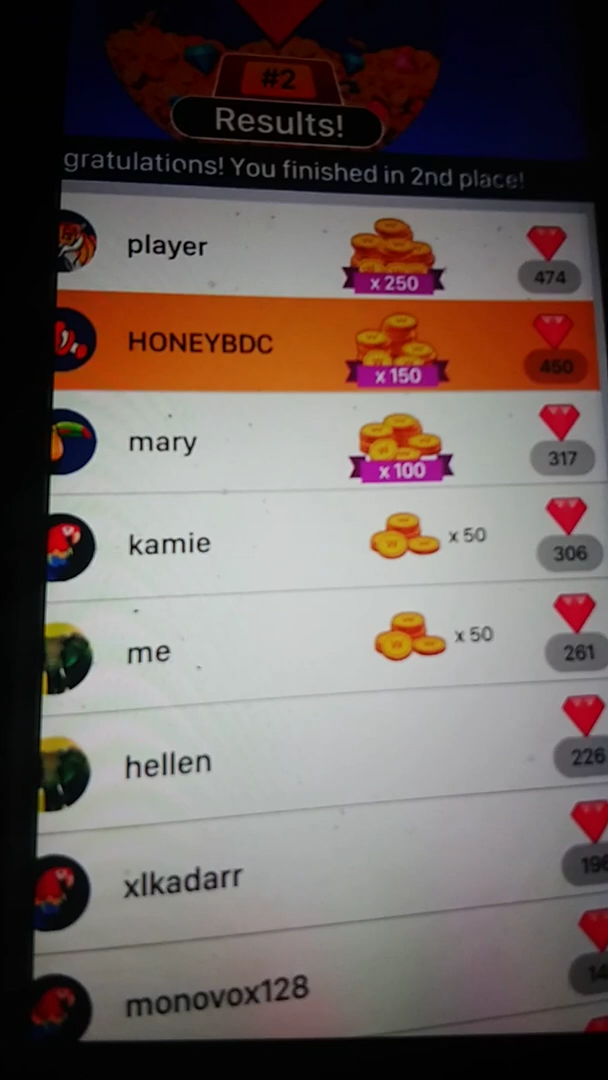 #2
Results!
gratulations! You finished in 2nd place!
player x 250 474
HONEYBDC x 150 450
mary x 100 317
kamie x 50 306
me x 50 261
hellen 226
xlkadarr
monovox128